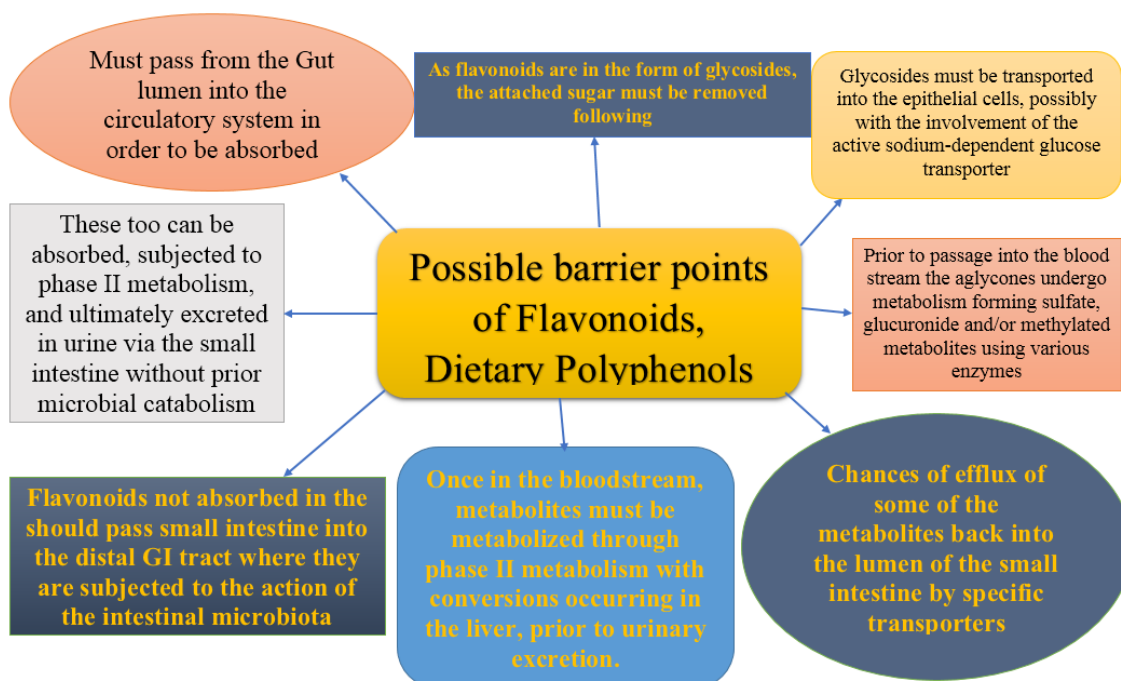 Must pass from the Gut
lumen into the
circulatory system in
order to be absorbed
As flavonoids are in the form of glycosides,
the attached sugar must be removed
following
Glycosides must be transported
into the epithelial cells, possibly
with the involvement of the
active sodium-dependent glucose
transporter
These too can be
absorbed, subjected to
phase II metabolism,
and ultimately excreted
in urine via the small
intestine without prior
microbial catabolism
Possible barrier points
of Flavonoids,
Dietary Polyphenols
Prior to passage into the blood
stream the aglycones undergo
metabolism forming sulfate,
glucuronide and/or methylated
metabolites using various
enzymes
Flavonoids not absorbed in the
should pass small intestine into
the distal GI tract where they
are subjected to the action of
the intestinal microbiota
Once in the bloodstream,
metabolites must be
metabolized through
phase II metabolism with
conversions occurring in
the liver, prior to urinary
excretion.
Chances of efflux of
some of the
metabolites back into
the lumen of the small
intestine by specific
transporters